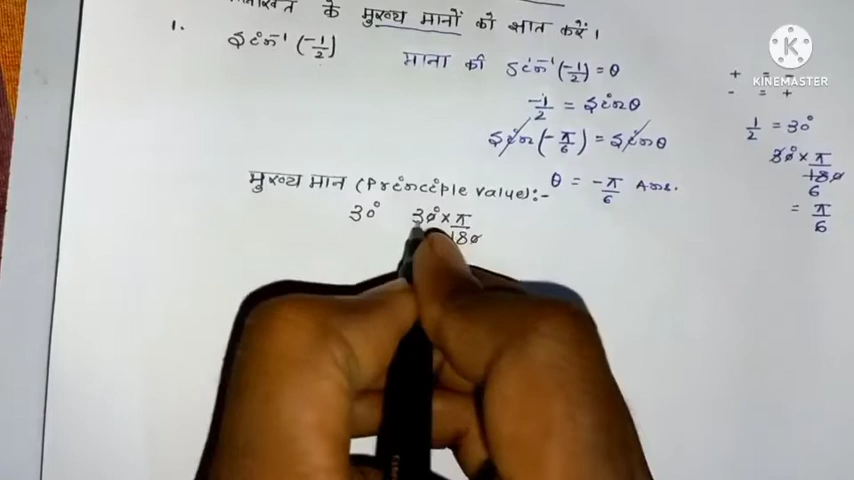 के मुख्य मानों को ज्ञात करें।
1. sin⁻¹(-1/2)
माना की sin⁻¹(-1/2) = θ
-1/2 = sinθ
sin(-π/6) = sinθ
θ = -π/6 Ans.
मुख्य मान (Principle value):-
30° 30° × π/180
+ = -
- = +
1/2 = 30°
30° × π/180
6
= π/6
KINEMASTER